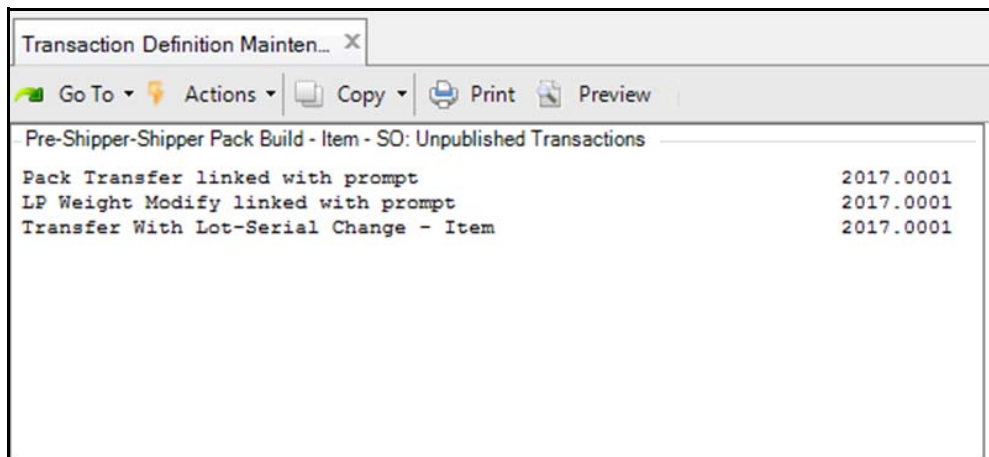 Transaction Definition Mainten... X
Go To Actions Copy Print Preview
Pre-Shipper-Shipper Pack Build - Item - SO: Unpublished Transactions
Pack Transfer linked with prompt 2017.0001
LP Weight Modify linked with prompt 2017.0001
Transfer With Lot-Serial Change - Item 2017.0001